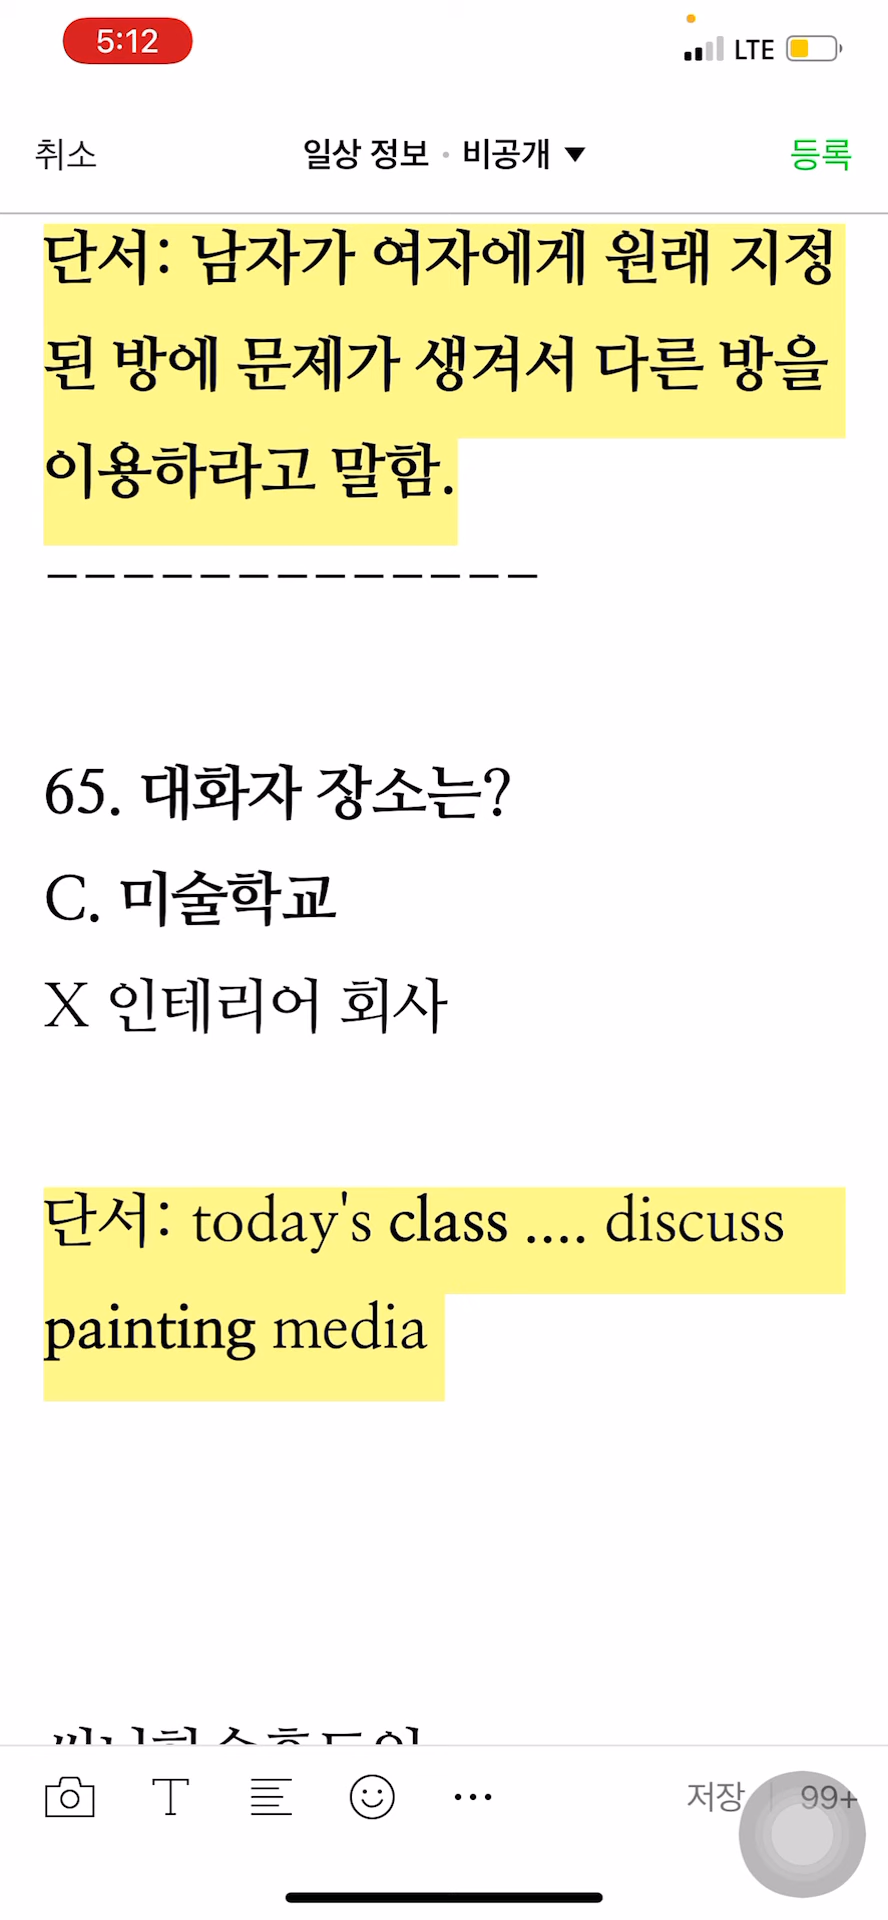 5:12
LTE
취소
일상 정보 · 비공개 ▼
등록
단서: 남자가 여자에게 원래 지정
된 방에 문제가 생겨서 다른 방을
이용하라고 말함.
– – – – – – – – – – – – –
65. 대화자 장소는?
C. 미술학교
X 인테리어 회사
단서: today's class .... discuss
painting media
저장 | 99+